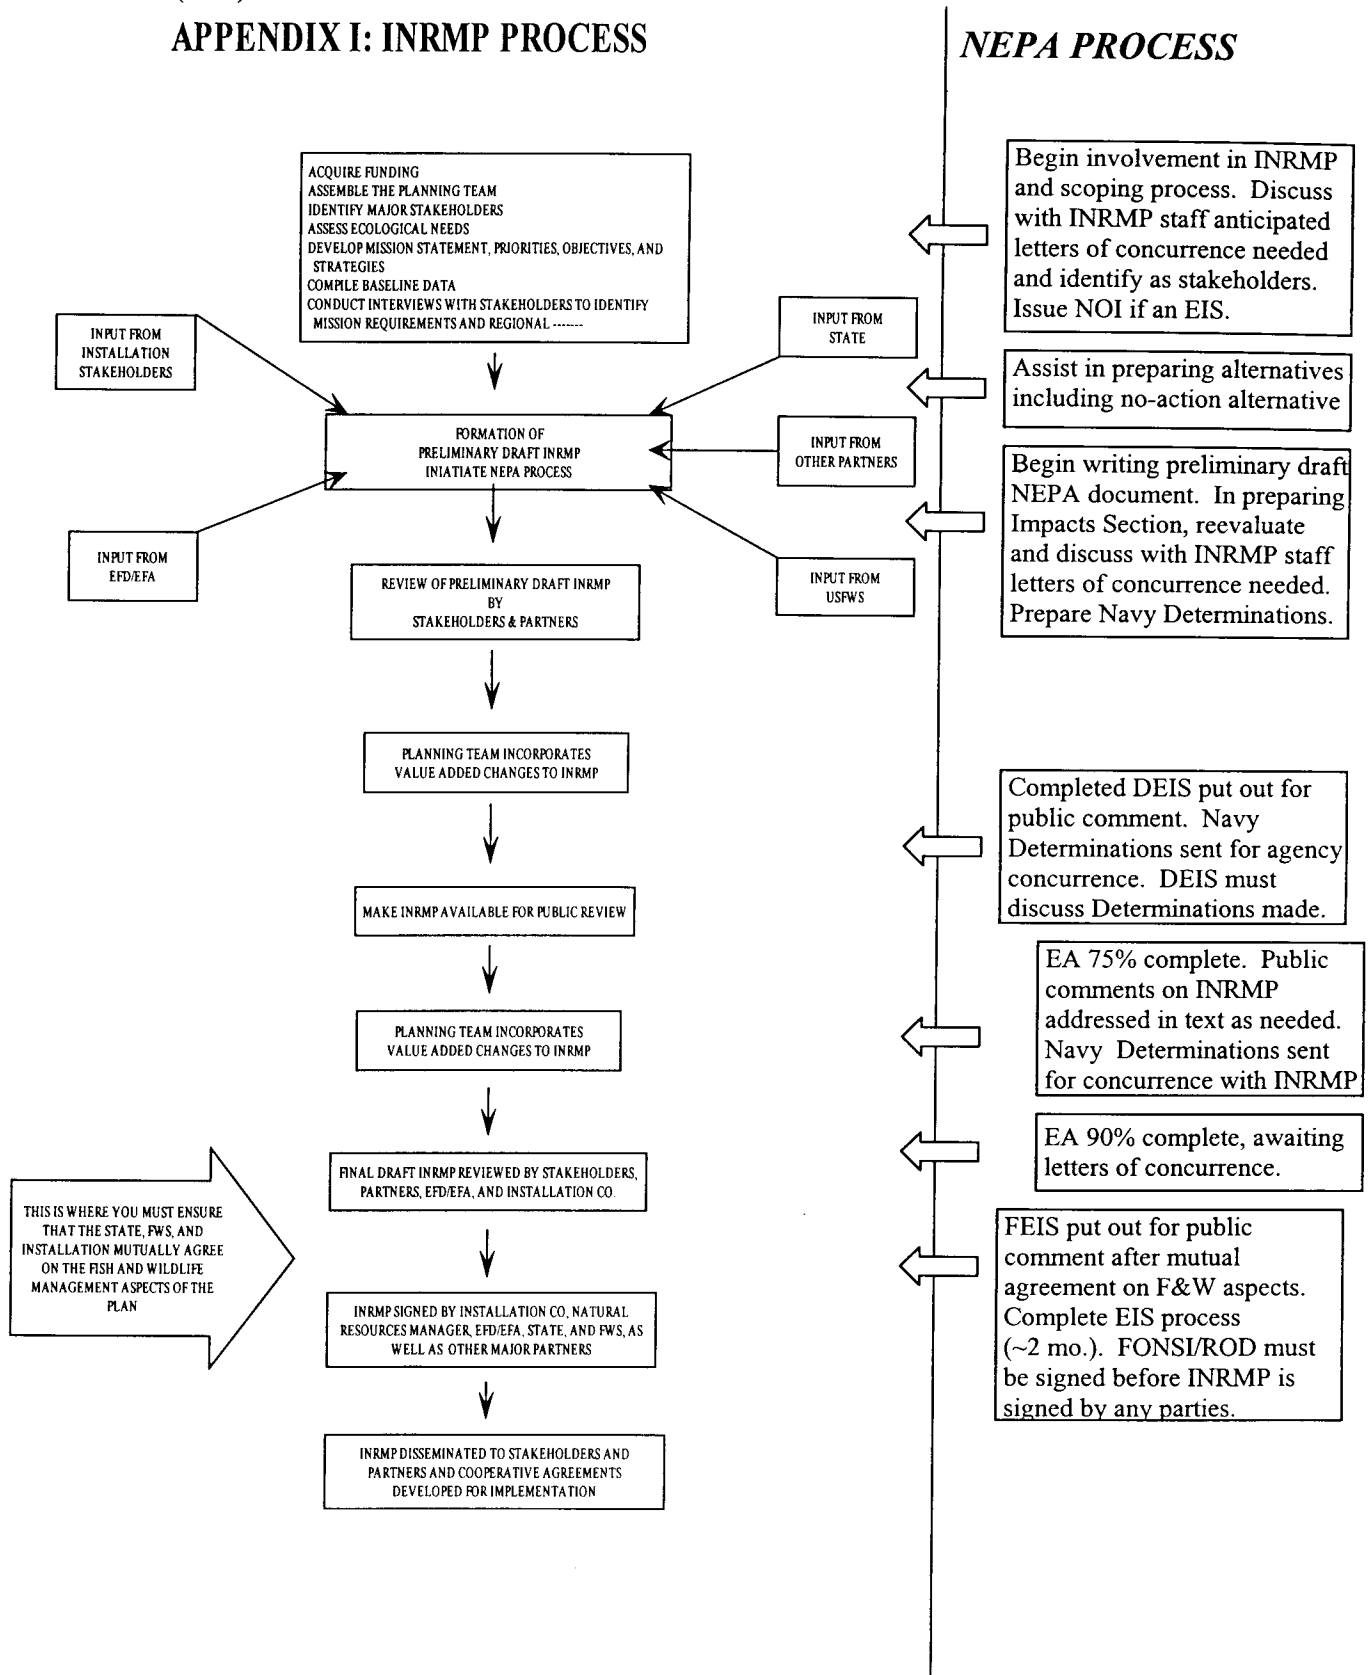 APPENDIX I: INRMP PROCESS
NEPA PROCESS
ACQUIRE FUNDING
ASSEMBLE THE PLANNING TEAM
IDENTIFY MAJOR STAKEHOLDERS
ASSESS ECOLOGICAL NEEDS
DEVELOP MISSION STATEMENT, PRIORITIES, OBJECTIVES, AND
STRATEGIES
COMPILE BASELINE DATA
CONDUCT INTERVIEWS WITH STAKEHOLDERS TO IDENTIFY
MISSION REQUIREMENTS AND REGIONAL -------
Begin involvement in INRMP
and scoping process. Discuss
with INRMP staff anticipated
letters of concurrence needed
and identify as stakeholders.
Issue NOI if an EIS.
INPUT FROM
INSTALLATION
STAKEHOLDERS
INPUT FROM
STATE
Assist in preparing alternatives
including no-action alternative
FORMATION OF
PRELIMINARY DRAFT INRMP
INIATIATE NEPA PROCESS
INPUT FROM
OTHER PARTNERS
Begin writing preliminary draft
NEPA document. In preparing
Impacts Section, reevaluate
and discuss with INRMP staff
letters of concurrence needed.
Prepare Navy Determinations.
INPUT FROM
EFD/EFA
INPUT FROM
USFWS
REVIEW OF PRELIMINARY DRAFT INRMP
BY
STAKEHOLDERS & PARTNERS
PLANNING TEAM INCORPORATES
VALUE ADDED CHANGES TO INRMP
Completed DEIS put out for
public comment. Navy
Determinations sent for agency
concurrence. DEIS must
discuss Determinations made.
MAKE INRMP AVAILABLE FOR PUBLIC REVIEW
EA 75% complete. Public
comments on INRMP
addressed in text as needed.
Navy Determinations sent
for concurrence with INRMP
PLANNING TEAM INCORPORATES
VALUE ADDED CHANGES TO INRMP
EA 90% complete, awaiting
letters of concurrence.
FINAL DRAFT INRMP REVIEWED BY STAKEHOLDERS,
PARTNERS, EFD/EFA, AND INSTALLATION CO.
THIS IS WHERE YOU MUST ENSURE
THAT THE STATE, FWS, AND
INSTALLATION MUTUALLY AGREE
ON THE FISH AND WILDLIFE
MANAGEMENT ASPECTS OF THE
PLAN
FEIS put out for public
comment after mutual
agreement on F&W aspects.
Complete EIS process
(~2 mo.). FONSI/ROD must
be signed before INRMP is
signed by any parties.
INRMP SIGNED BY INSTALLATION CO, NATURAL
RESOURCES MANAGER, EFD/EFA, STATE, AND FWS, AS
WELL AS OTHER MAJOR PARTNERS
INRMP DISSEMINATED TO STAKEHOLDERS AND
PARTNERS AND COOPERATIVE AGREEMENTS
DEVELOPED FOR IMPLEMENTATION